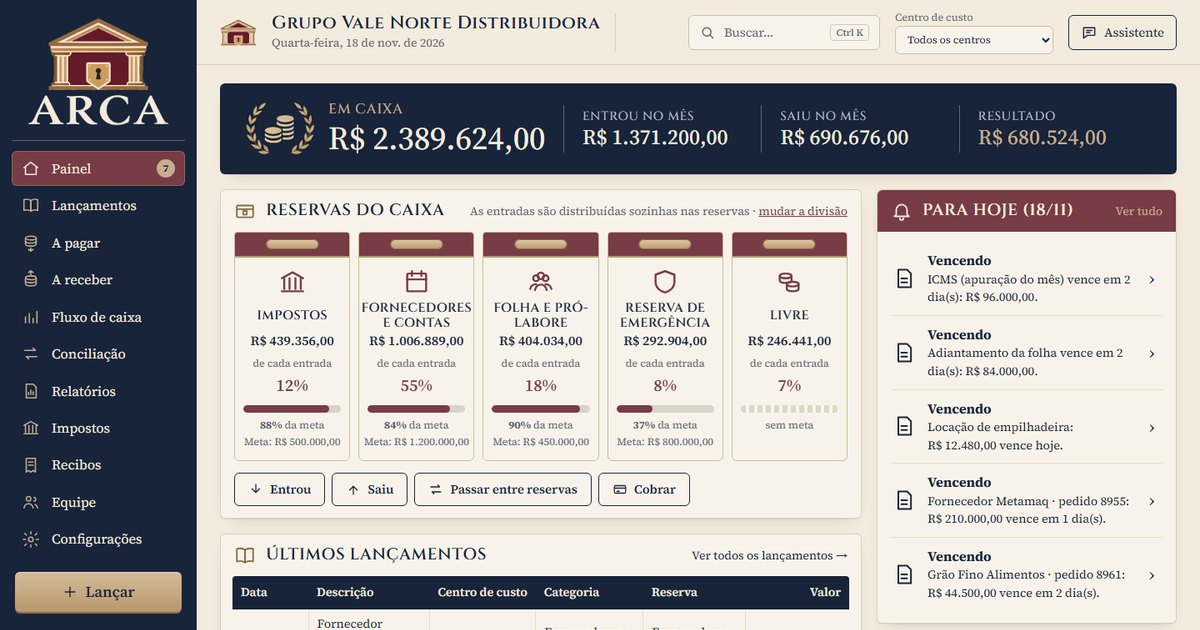 ARCA
Painel 7
Lançamentos
A pagar
A receber
Fluxo de caixa
Conciliação
Relatórios
Impostos
Recibos
Equipe
Configurações
+ Lançar
Grupo Vale Norte Distribuidora
Quarta-feira, 18 de nov. de 2026
Buscar... Ctrl K
Centro de custo
Todos os centros
Assistente
EM CAIXA
R$ 2.389.624,00
ENTROU NO MÊS
R$ 1.371.200,00
SAIU NO MÊS
R$ 690.676,00
RESULTADO
R$ 680.524,00
RESERVAS DO CAIXA
As entradas são distribuídas sozinhas nas reservas · mudar a divisão
IMPOSTOS
R$ 439.356,00
de cada entrada
12%
88% da meta
Meta: R$ 500.000,00
FORNECEDORES
E CONTAS
R$ 1.006.889,00
de cada entrada
55%
84% da meta
Meta: R$ 1.200.000,00
FOLHA E PRÓ-
LABORE
R$ 404.034,00
de cada entrada
18%
90% da meta
Meta: R$ 450.000,00
RESERVA DE
EMERGÊNCIA
R$ 292.904,00
de cada entrada
8%
37% da meta
Meta: R$ 800.000,00
LIVRE
R$ 246.441,00
de cada entrada
7%
sem meta
↓ Entrou
↑ Saiu
Passar entre reservas
Cobrar
ÚLTIMOS LANÇAMENTOS
Ver todos os lançamentos →
Data Descrição Centro de custo Categoria Reserva Valor
Fornecedor
PARA HOJE (18/11)
Ver tudo
Vencendo
ICMS (apuração do mês) vence em 2
dia(s): R$ 96.000,00.
Vencendo
Adiantamento da folha vence em 2
dia(s): R$ 84.000,00.
Vencendo
Locação de empilhadeira:
R$ 12.480,00 vence hoje.
Vencendo
Fornecedor Metamaq · pedido 8955:
R$ 210.000,00 vence em 1 dia(s).
Vencendo
Grão Fino Alimentos · pedido 8961:
R$ 44.500,00 vence em 2 dia(s).